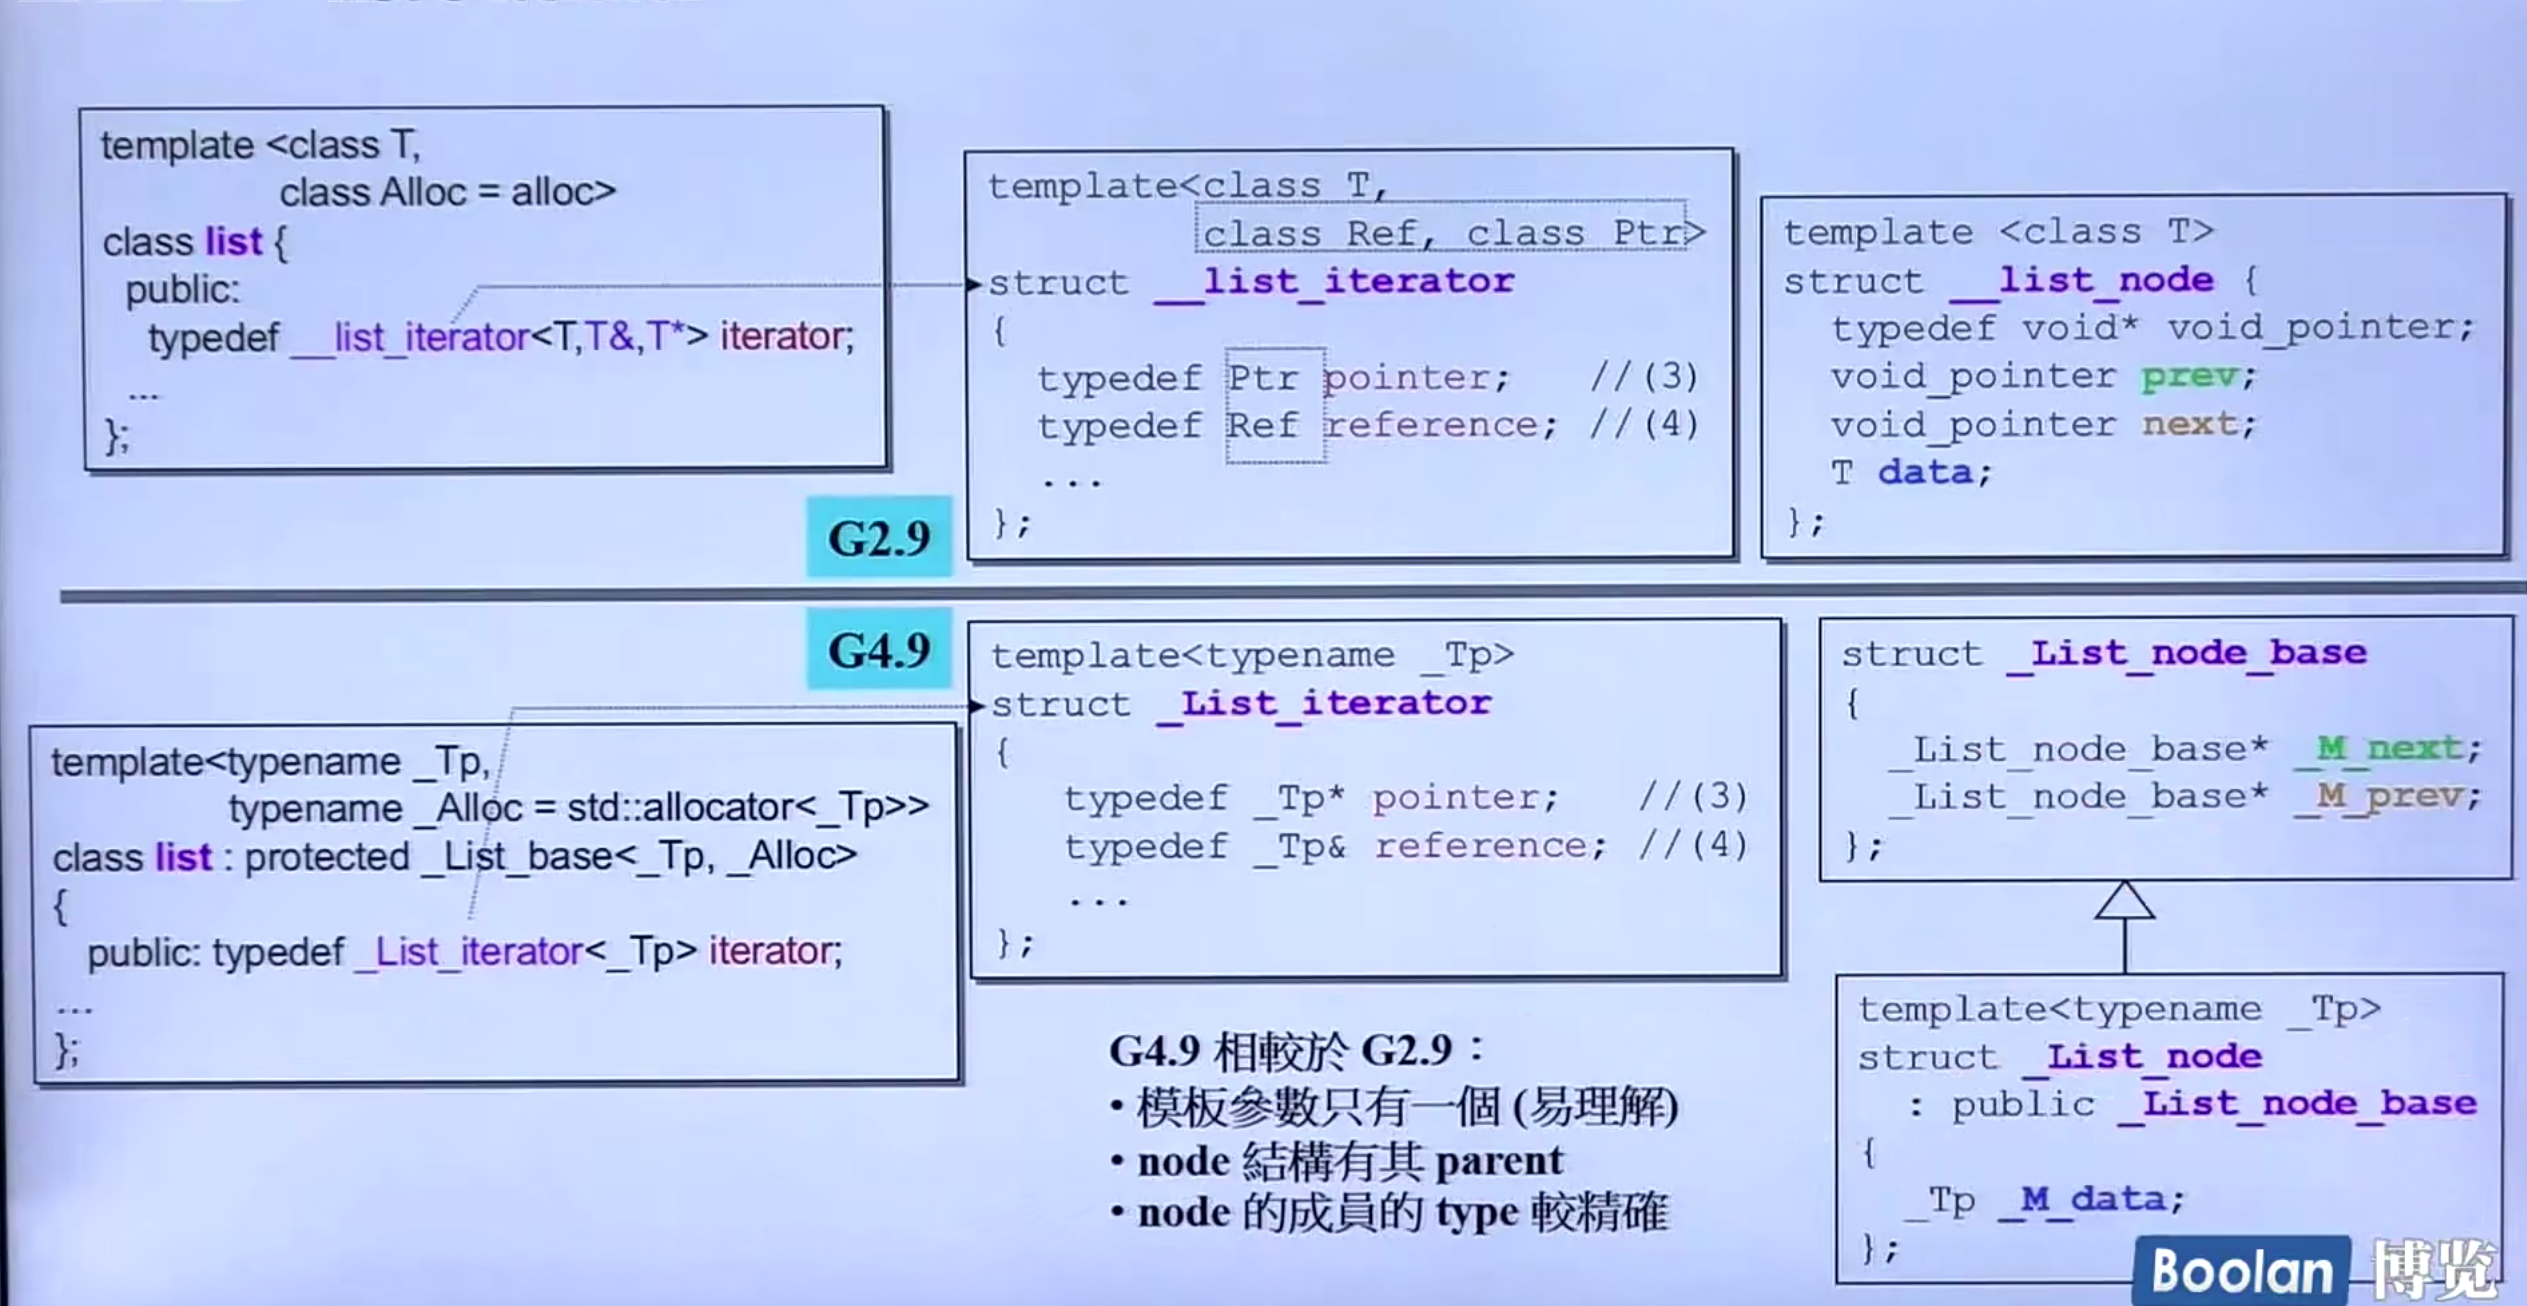 template <class T,
class Alloc = alloc>
class list {
public:
typedef __list_iterator<T,T&,T*> iterator;
...
};
template<class T,
class Ref, class Ptr>
struct __list_iterator
{
typedef Ptr pointer; //(3)
typedef Ref reference; //(4)
...
};
template <class T>
struct __list_node {
typedef void* void_pointer;
void_pointer prev;
void_pointer next;
T data;
};
G2.9
G4.9
template<typename _Tp,
typename _Alloc = std::allocator<_Tp>>
class list : protected _List_base<_Tp, _Alloc>
{
public: typedef _List_iterator<_Tp> iterator;
...
};
template<typename _Tp>
struct _List_iterator
{
typedef _Tp* pointer; //(3)
typedef _Tp& reference; //(4)
...
};
struct _List_node_base
{
_List_node_base* _M_next;
_List_node_base* _M_prev;
};
template<typename _Tp>
struct _List_node
: public _List_node_base
{
_Tp _M_data;
};
G4.9 相較於 G2.9：
• 模板參數只有一個 (易理解)
• node 結構有其 parent
• node 的成員的 type 較精確
Boolan 博览